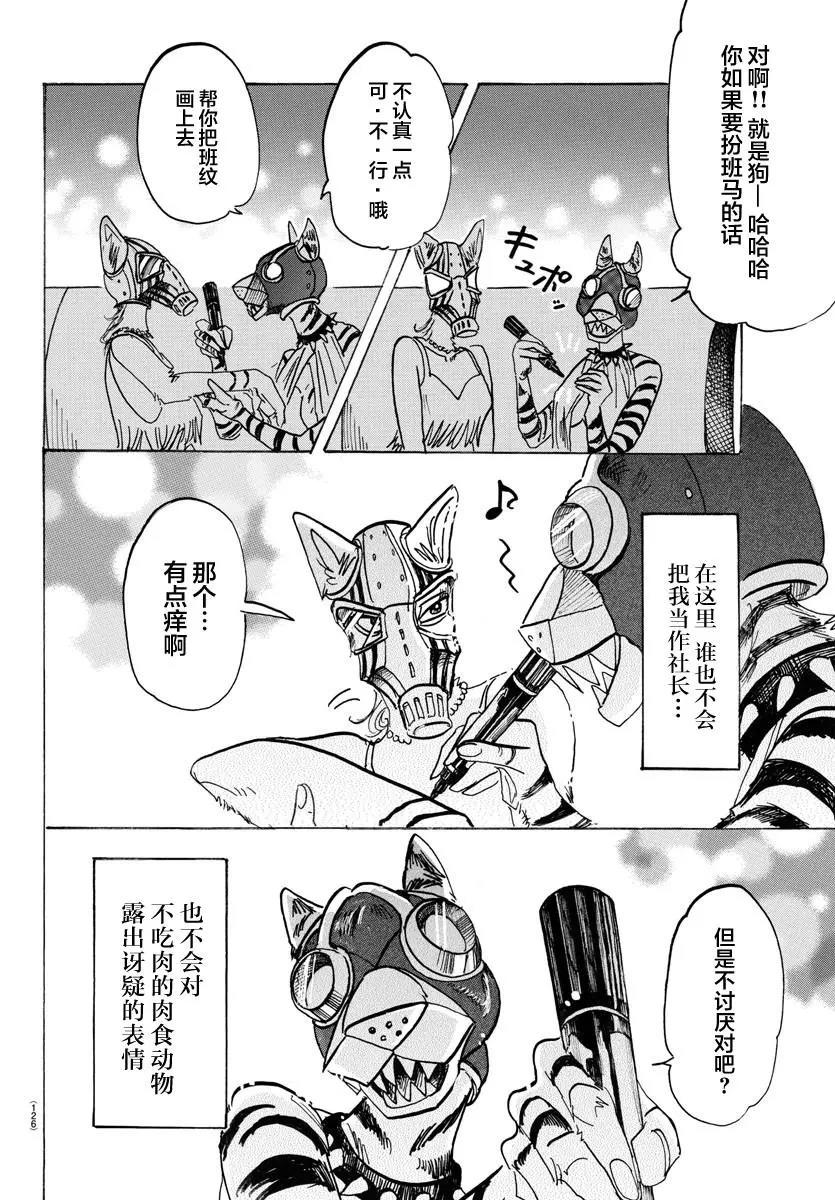 对啊!! 就是狗— 哈哈哈
你如果要扮班马的话
キュポ
不认真一点
可·不·行·哦
帮你把班纹
画上去
在这里 谁也不会
把我当作社长…
那个…
有点痒啊
但是不讨厌对吧?
也不会对
不吃肉的肉食动物
露出讶疑的表情
(126)